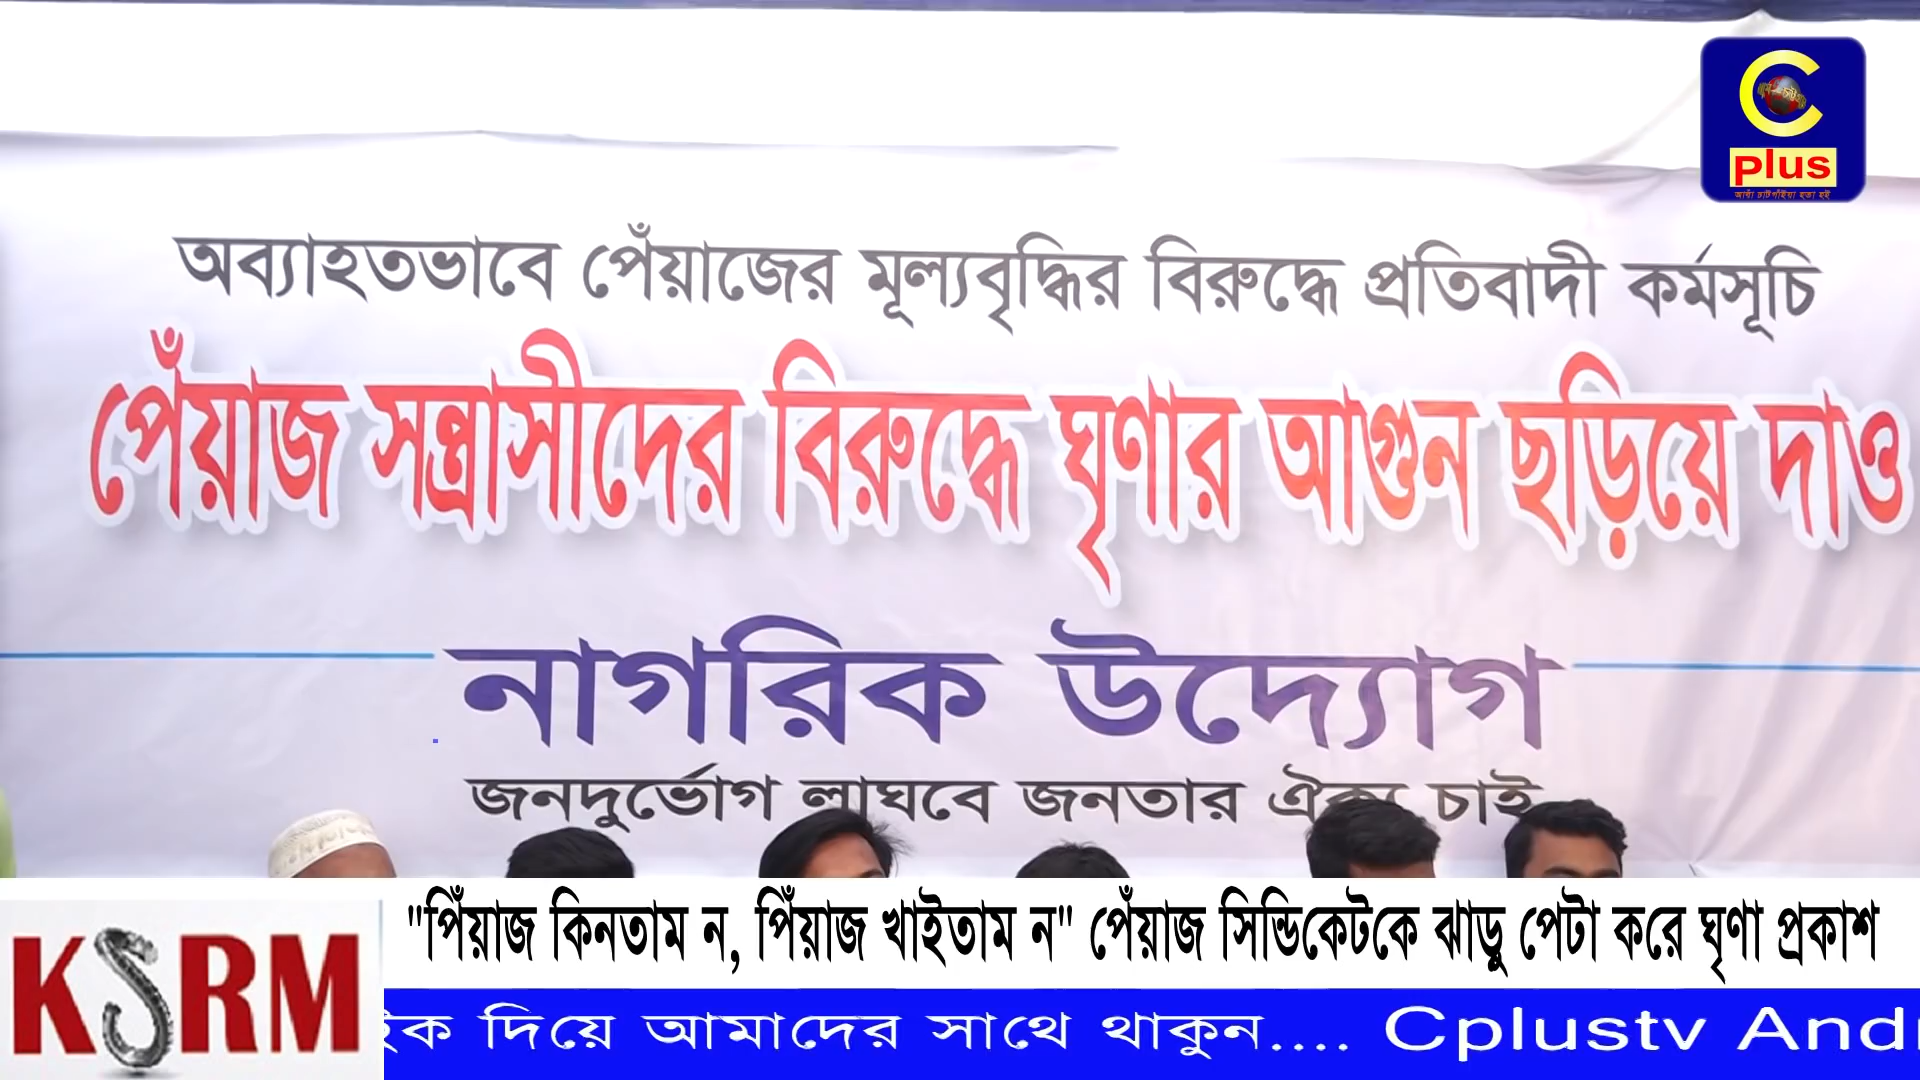 C
plus
অব্যাহতভাবে পেঁয়াজের মূল্যবৃদ্ধির বিরুদ্ধে প্রতিবাদী কর্মসূচি
পেঁয়াজ সন্ত্রাসীদের বিরুদ্ধে ঘৃণার আগুন ছড়িয়ে দাও
নাগরিক উদ্যোগ
জনদুর্ভোগ লাঘবে জনতার ঐক্য চাই
KSRM
"পিঁয়াজ কিনতাম ন, পিঁয়াজ খাইতাম ন" পেঁয়াজ সিন্ডিকেটকে ঝাড়ু পেটা করে ঘৃণা প্রকাশ
দিয়ে আমাদের সাথে থাকুন.... Cplustv